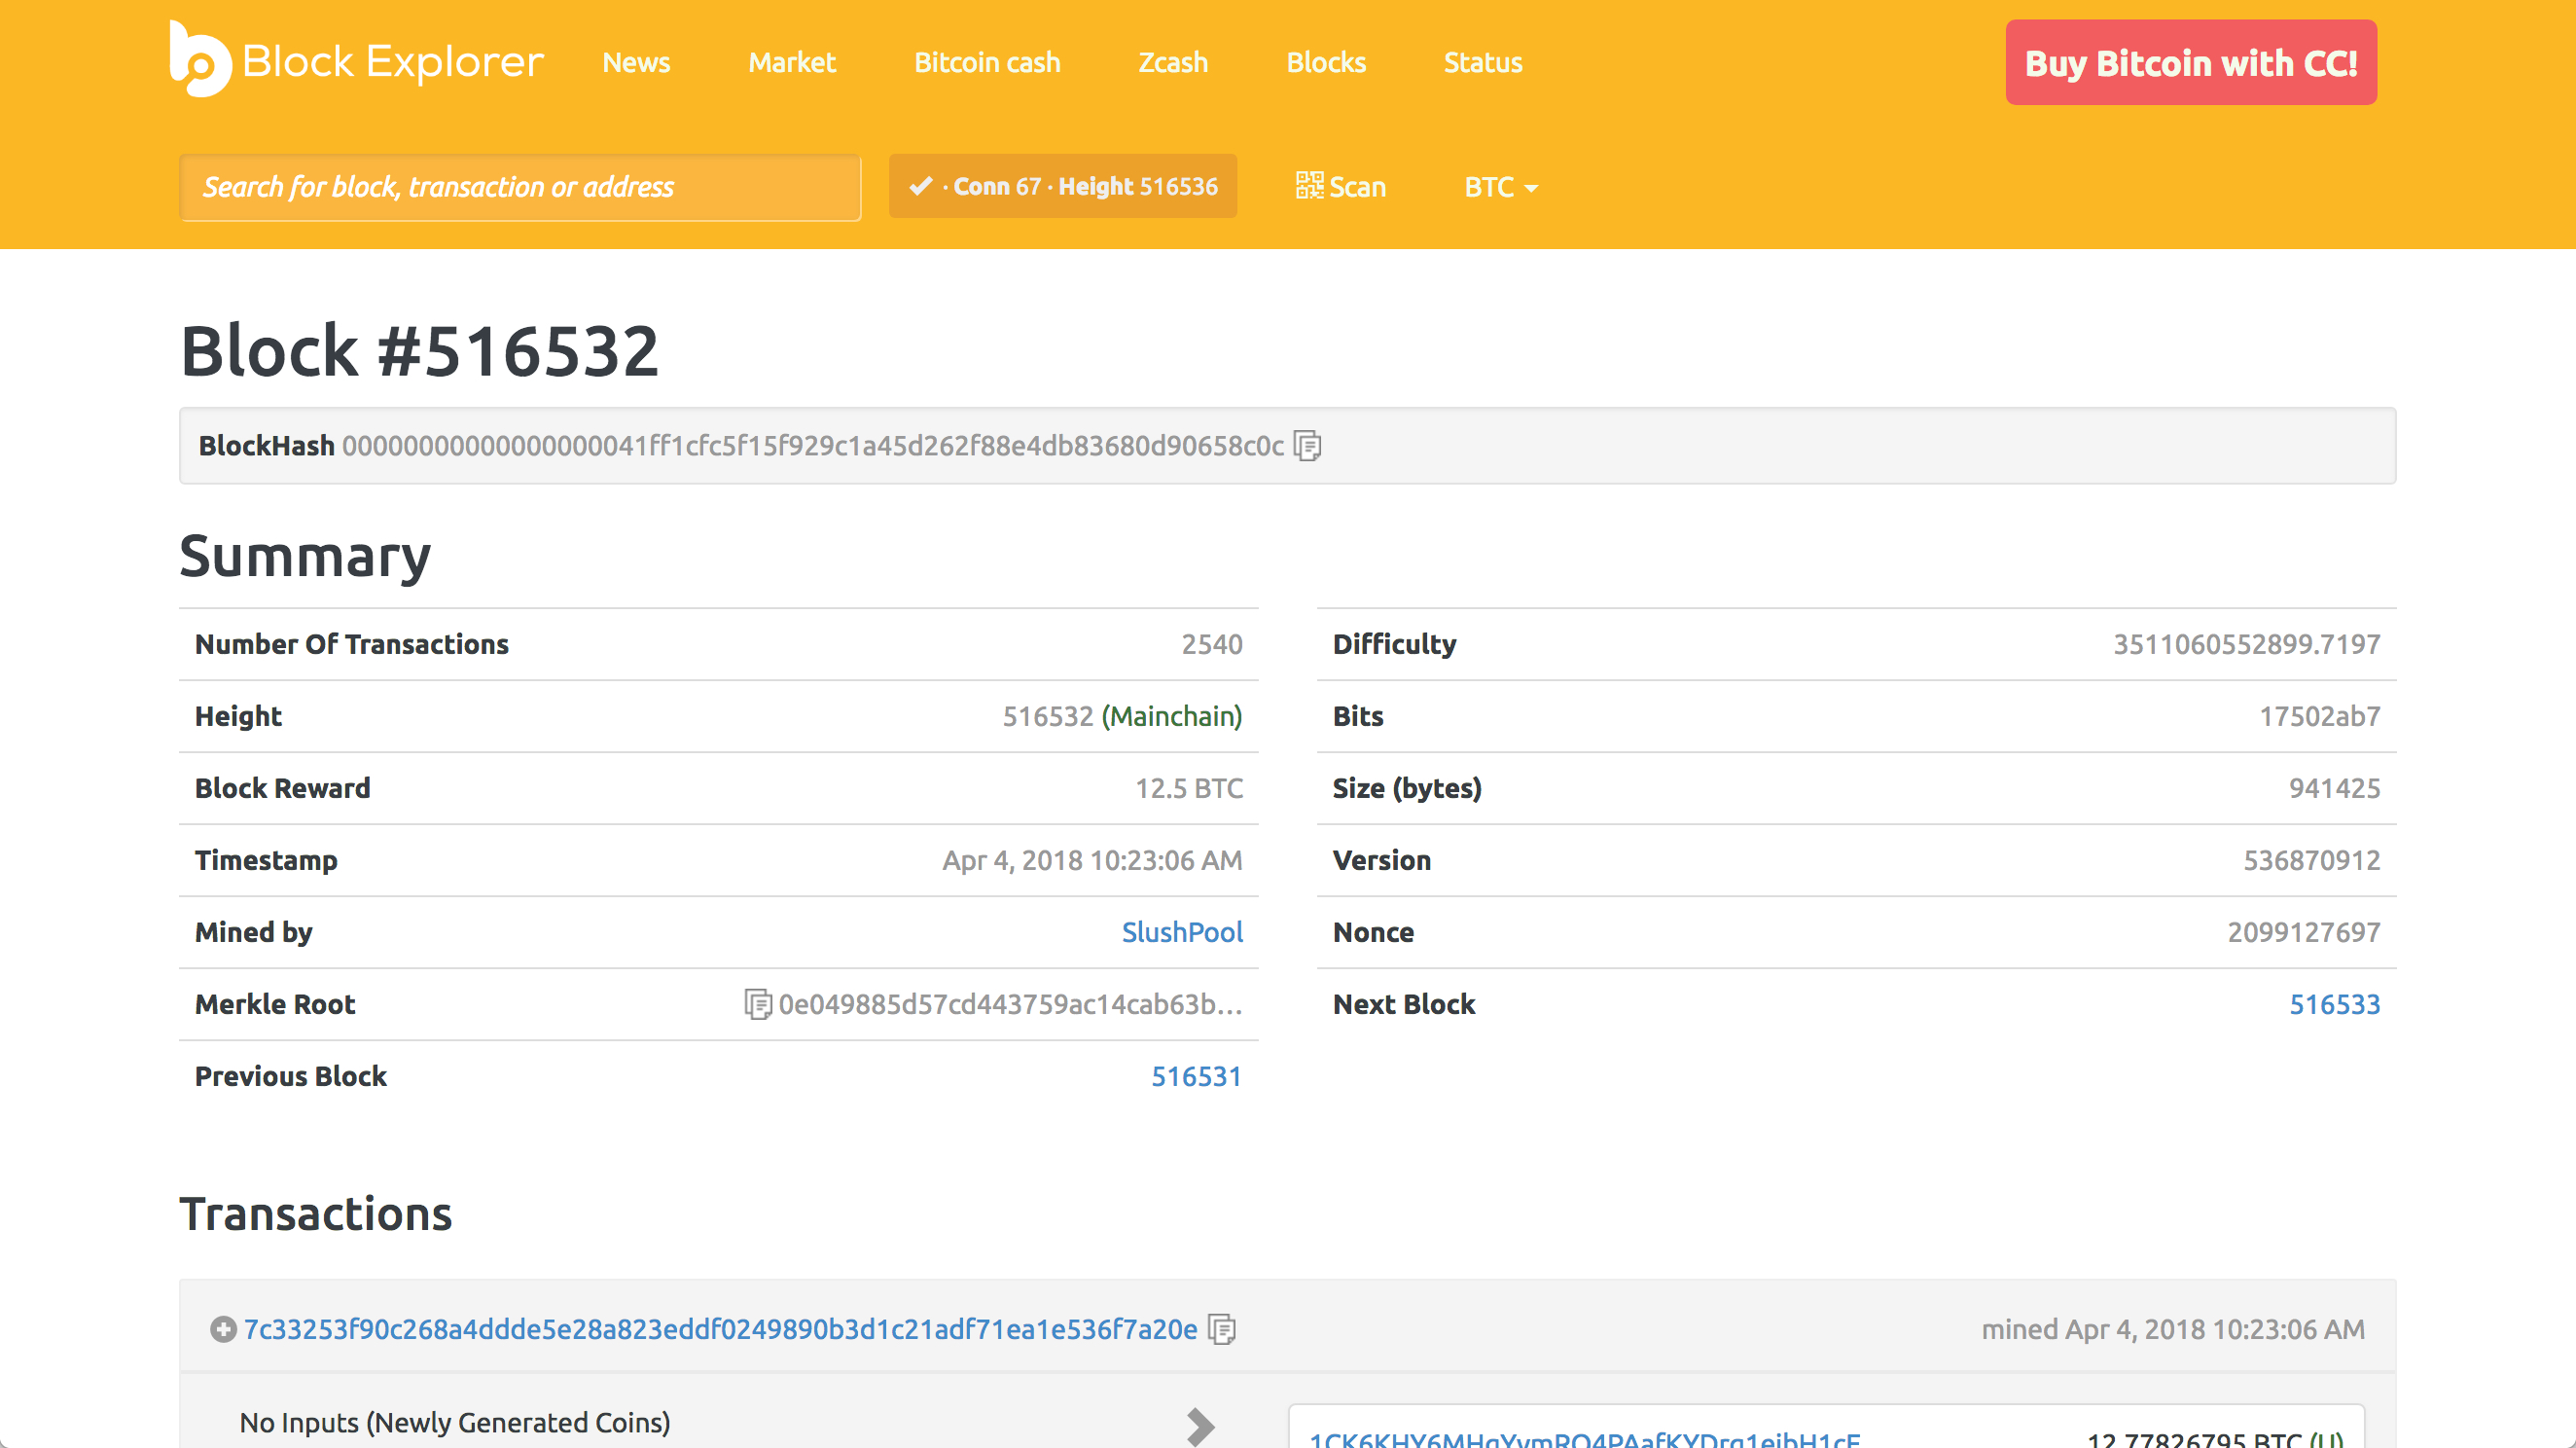 Block Explorer News Market Bitcoin cash Zcash Blocks Status Buy Bitcoin with CC!
Search for block, transaction or address · Conn 67 · Height 516536 Scan BTC
Block #516532
BlockHash 00000000000000000041ff1cfc5f15f929c1a45d262f88e4db83680d90658c0c
Summary
Number Of Transactions 2540
Height 516532 (Mainchain)
Block Reward 12.5 BTC
Timestamp Apr 4, 2018 10:23:06 AM
Mined by SlushPool
Merkle Root 0e049885d57cd443759ac14cab63b...
Previous Block 516531
Difficulty 3511060552899.7197
Bits 17502ab7
Size (bytes) 941425
Version 536870912
Nonce 2099127697
Next Block 516533
Transactions
7c33253f90c268a4ddde5e28a823eddf0249890b3d1c21adf71ea1e536f7a20e mined Apr 4, 2018 10:23:06 AM
No Inputs (Newly Generated Coins)
12.77826795 BTC (U)